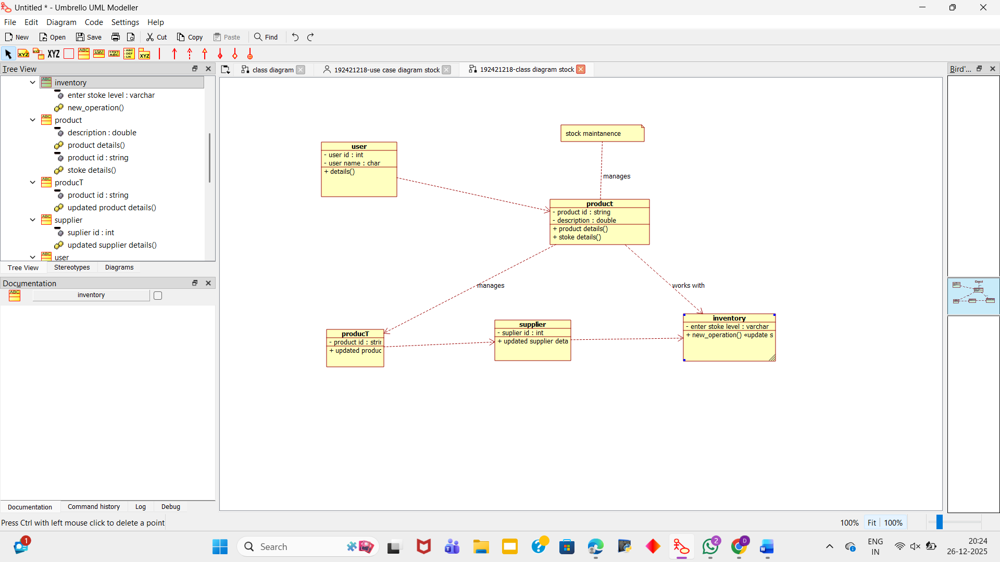 Untitled * - Umbrello UML Modeller
File Edit Diagram Code Settings Help
New Open Save Cut Copy Paste Find
XYZ
Tree View
class diagram
192421218-use case diagram stock
192421218-class diagram stock
Bird'...
inventory
enter stoke level : varchar
new_operation()
product
description : double
product details()
product id : string
stoke details()
producT
product id : string
updated product details()
supplier
suplier id : int
updated supplier details()
user
Tree View Stereotypes Diagrams
Documentation
inventory
Documentation Command history Log Debug
stock maintanence
user
- user id : int
- user name : char
+ details()
manages
product
- product id : string
- description : double
+ product details()
+ stoke details()
manages
works with
producT
- product id : strin
+ updated produc
supplier
- suplier id : int
+ updated supplier deta
inventory
- enter stoke level : varchar
+ new_operation() «update s
Press Ctrl with left mouse click to delete a point
100% Fit 100%
1
Search
2
D
ENG
IN
20:24
26-12-2025